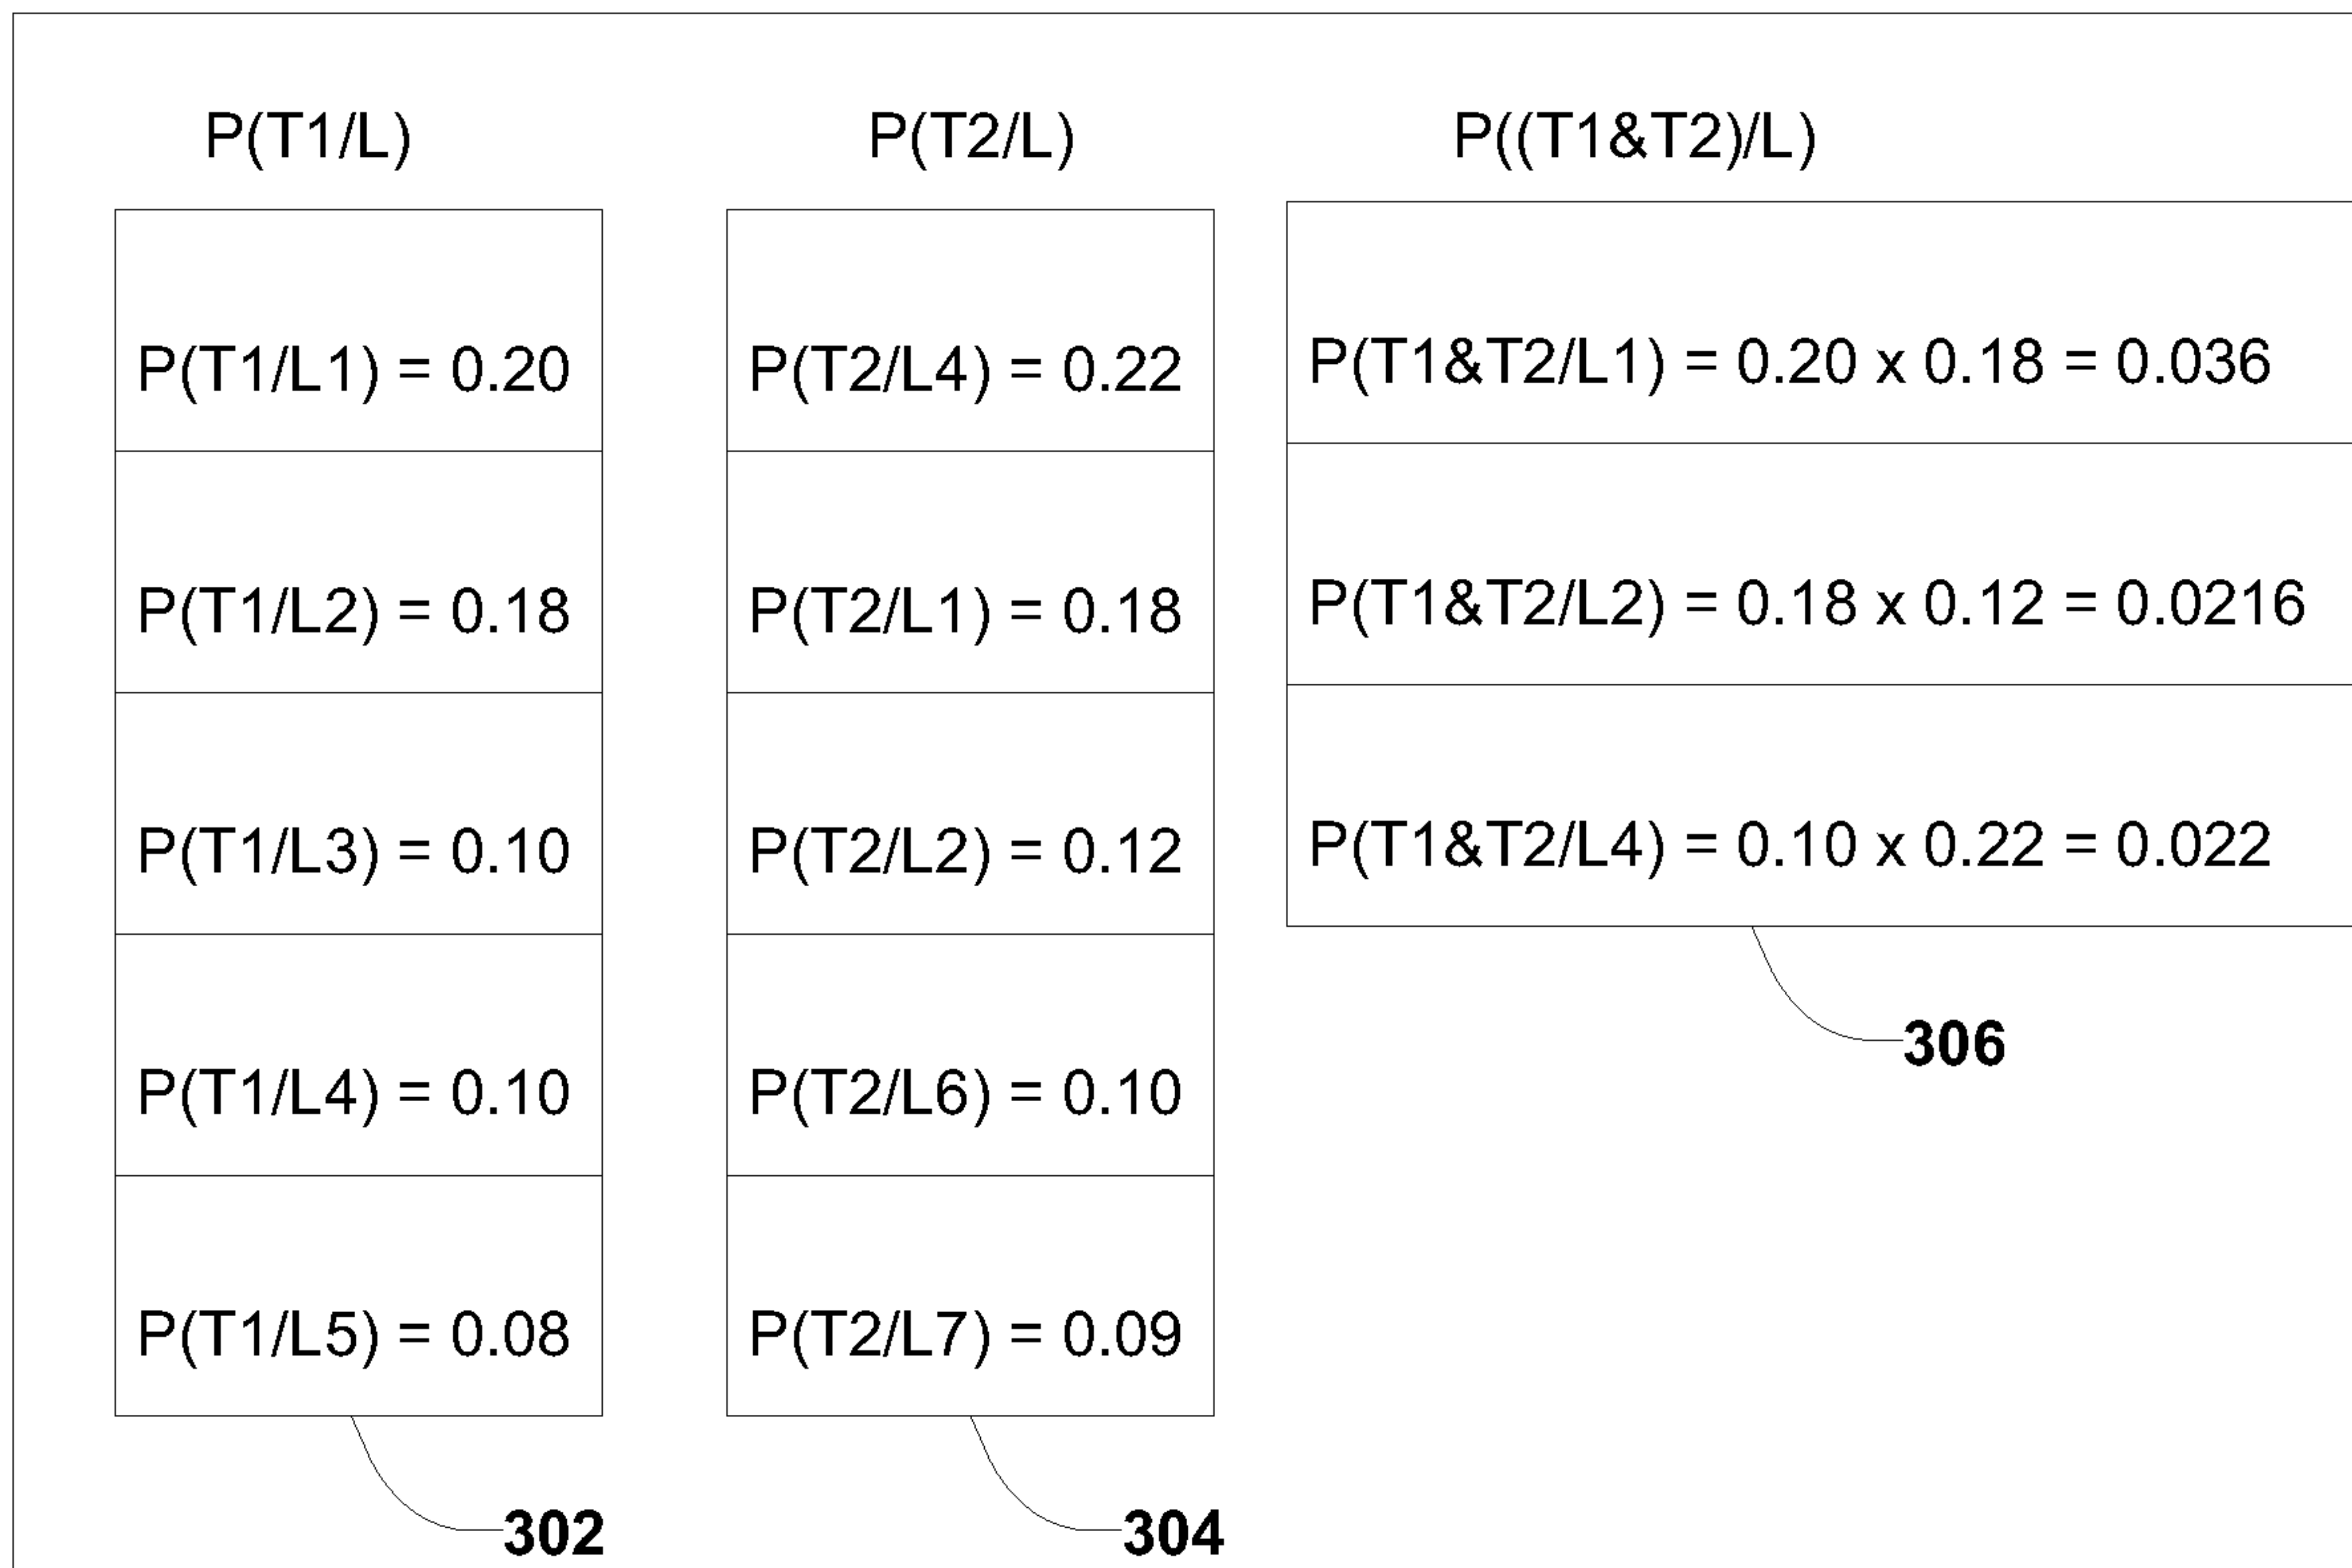 P(T1/L)
P(T1/L1) = 0.20
P(T1/L2) = 0.18
P(T1/L3) = 0.10
P(T1/L4) = 0.10
P(T1/L5) = 0.08
302
P(T2/L)
P(T2/L4) = 0.22
P(T2/L1) = 0.18
P(T2/L2) = 0.12
P(T2/L6) = 0.10
P(T2/L7) = 0.09
304
P((T1&T2)/L)
P(T1&T2/L1) = 0.20 x 0.18 = 0.036
P(T1&T2/L2) = 0.18 x 0.12 = 0.0216
P(T1&T2/L4) = 0.10 x 0.22 = 0.022
306